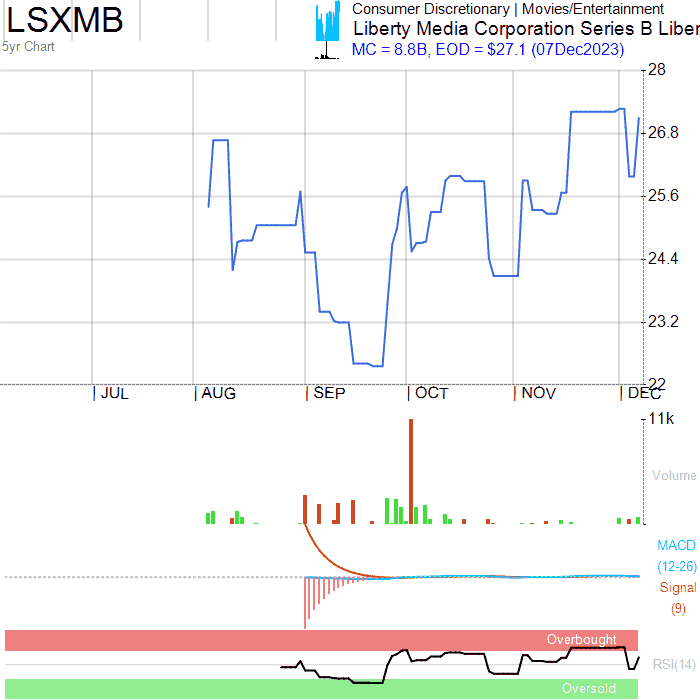 LSXMB
5yr Chart
Consumer Discretionary | Movies/Entertainment
Liberty Media Corporation Series B Liber
MC = 8.8B, EOD = $27.1 (07Dec2023)
28
26.8
25.6
24.4
23.2
22
JUL
AUG
SEP
OCT
NOV
DEC
11k
Volume
MACD
(12-26)
Signal
(9)
Overbought
RSI(14)
Oversold